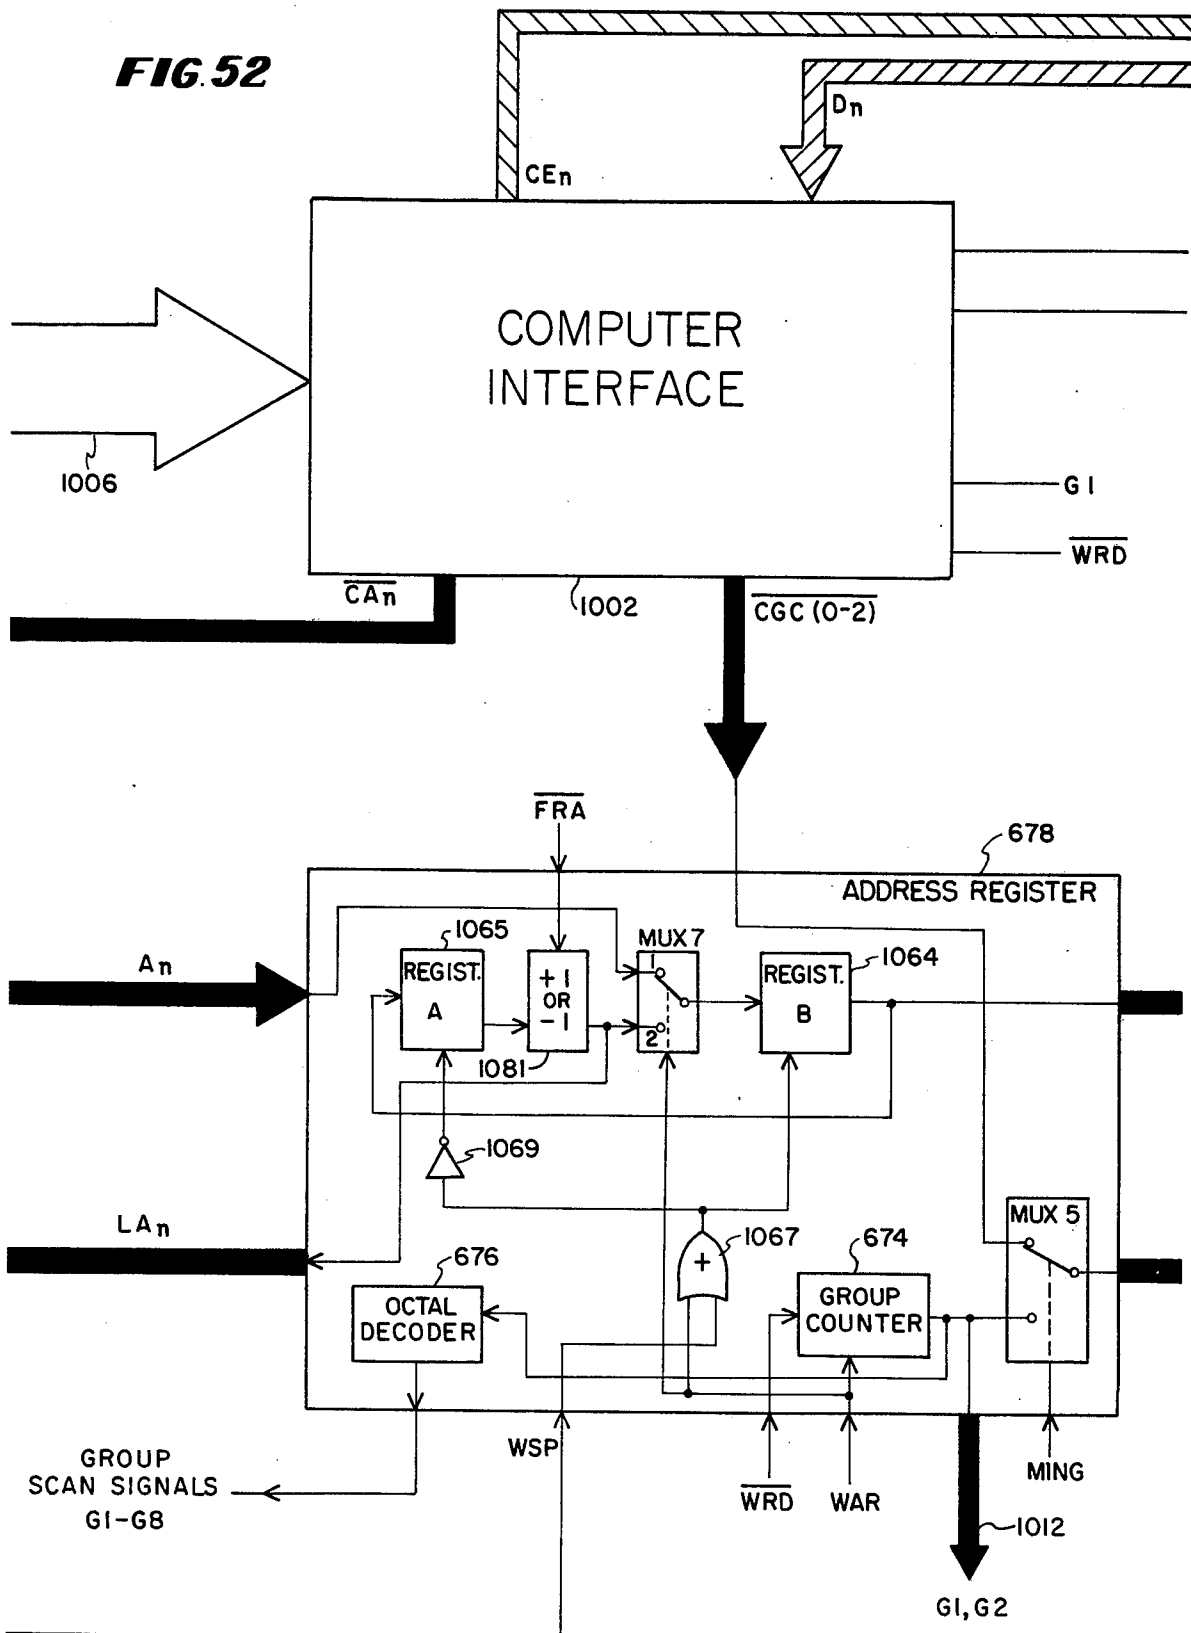 FIG. 52
CEn
Dn
COMPUTER
INTERFACE
1006
G1
WRD
CAn
1002
CGC (0-2)
FRA
678
ADDRESS REGISTER
An
1065
REGIST.
A
+1
OR
-1
1081
MUX 7
1
2
1064
REGIST.
B
1069
LAn
676
OCTAL
DECODER
+
1067
674
GROUP
COUNTER
MUX 5
GROUP
SCAN SIGNALS
G1-G8
WSP
WRD
WAR
MING
1012
G1, G2